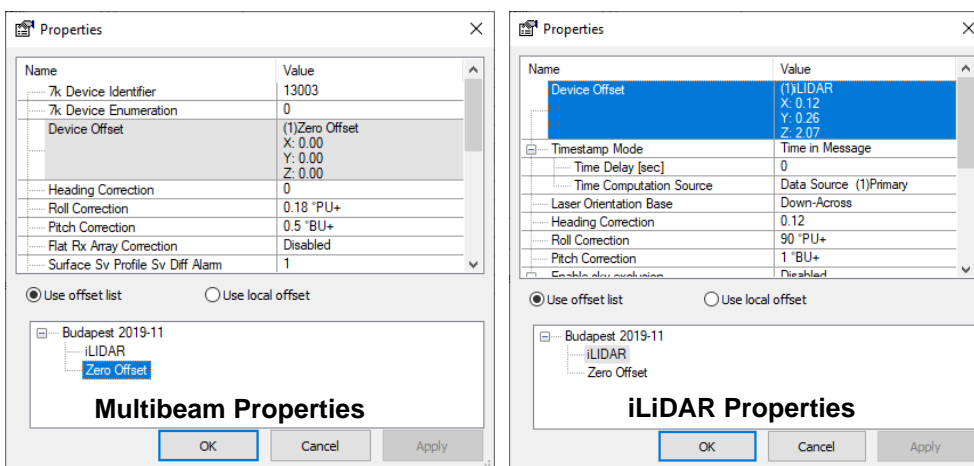 Properties
Name Value
7k Device Identifier 13003
7k Device Enumeration 0
Device Offset (1)Zero Offset
X: 0.00
Y: 0.00
Z: 0.00
Heading Correction 0
Roll Correction 0.18 °PU+
Pitch Correction 0.5 °BU+
Flat Rx Array Correction Disabled
Surface Sv Profile Sv Diff Alarm 1
Use offset list Use local offset
Budapest 2019-11
iLIDAR
Zero Offset
Multibeam Properties
OK Cancel Apply
Properties
Name Value
Device Offset (1)iLIDAR
X: 0.12
Y: 0.26
Z: 2.07
Timestamp Mode Time in Message
Time Delay [sec] 0
Time Computation Source Data Source (1)Primary
Laser Orientation Base Down-Across
Heading Correction 0.12
Roll Correction 90 °PU+
Pitch Correction 1 °BU+
Enable sky exclusion Disabled
Use offset list Use local offset
Budapest 2019-11
iLIDAR
Zero Offset
iLiDAR Properties
OK Cancel Apply